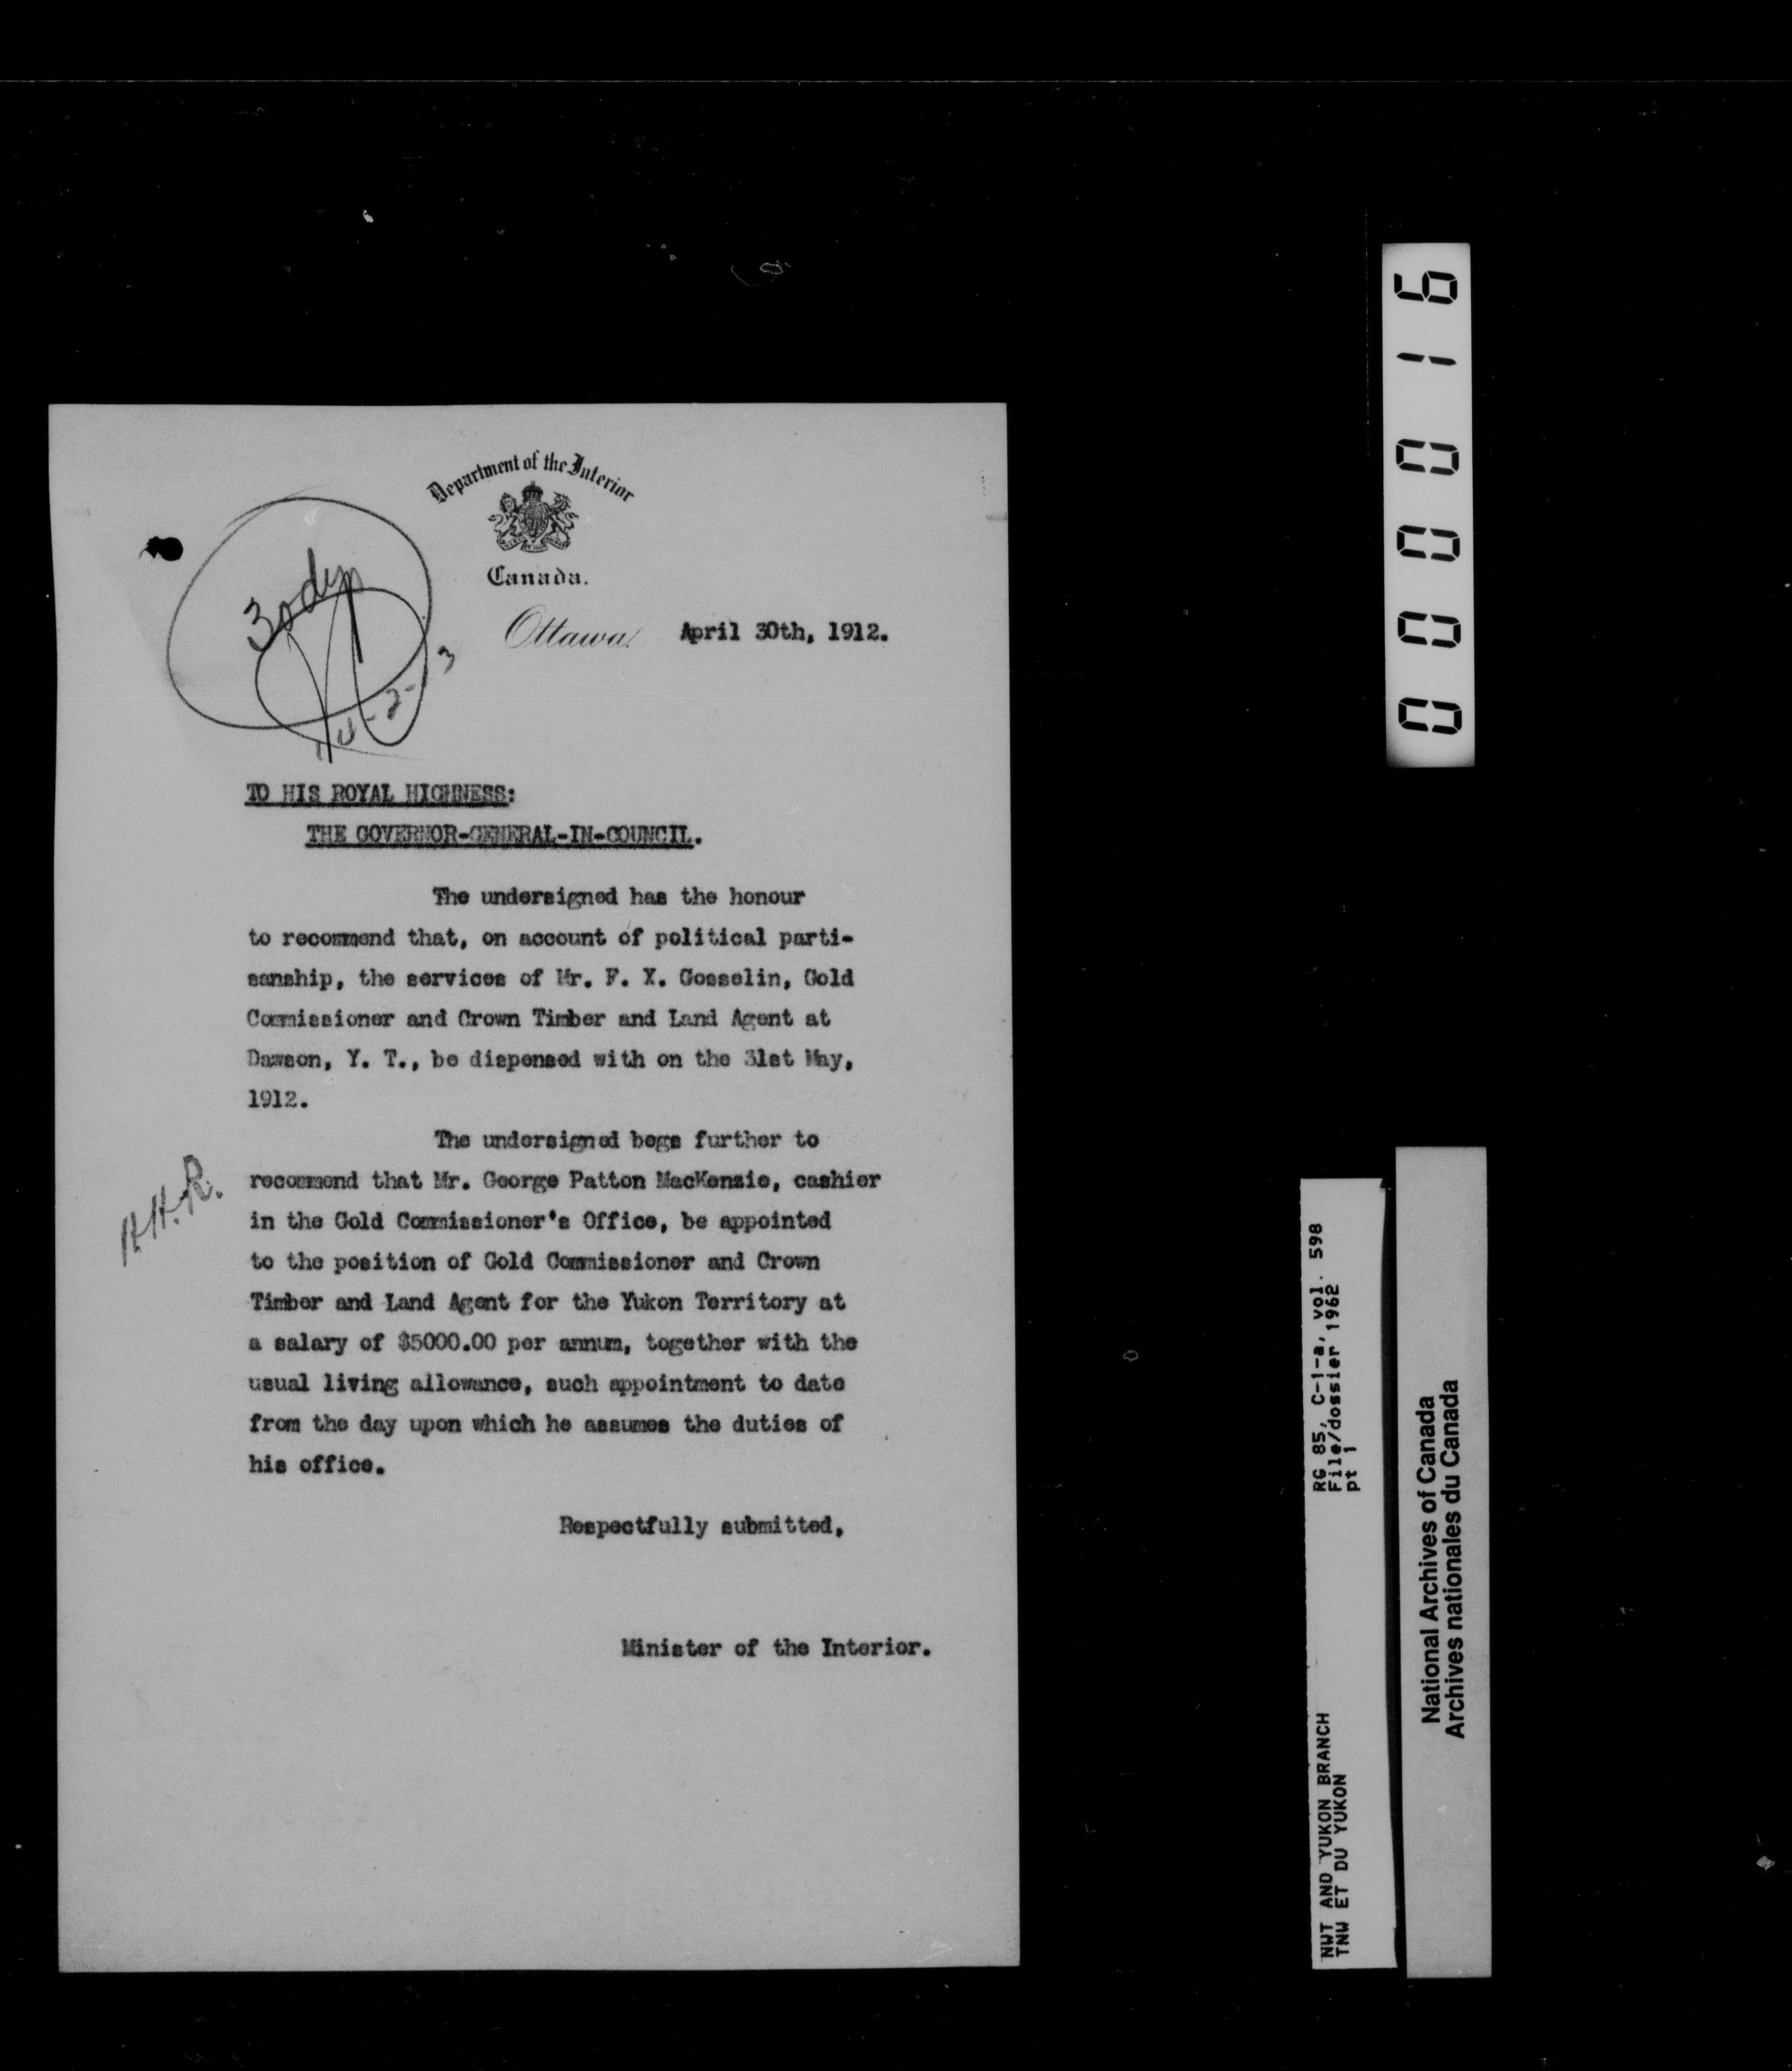 Department of the Interior
Canada.
Ottawa, April 30th, 1912.
TO HIS ROYAL HIGHNESS:
THE GOVERNOR-GENERAL-IN-COUNCIL.
The undersigned has the honour
to recommend that, on account of political parti-
sanship, the services of Mr. F. X. Gosselin, Gold
Commissioner and Crown Timber and Land Agent at
Dawson, Y. T., be dispensed with on the 31st May,
1912.
The undersigned begs further to
recommend that Mr. George Patton MacKenzie, cashier
in the Gold Commissioner's Office, be appointed
to the position of Gold Commissioner and Crown
Timber and Land Agent for the Yukon Territory at
a salary of $5000.00 per annum, together with the
usual living allowance, such appointment to date
from the day upon which he assumes the duties of
his office.
Respectfully submitted,
Minister of the Interior.
H.H.R.
000016
RG 85, C-1-a, vol. 598
File/dossier 1962
pt 1
NWT AND YUKON BRANCH
TNW ET DU YUKON
National Archives of Canada
Archives nationales du Canada